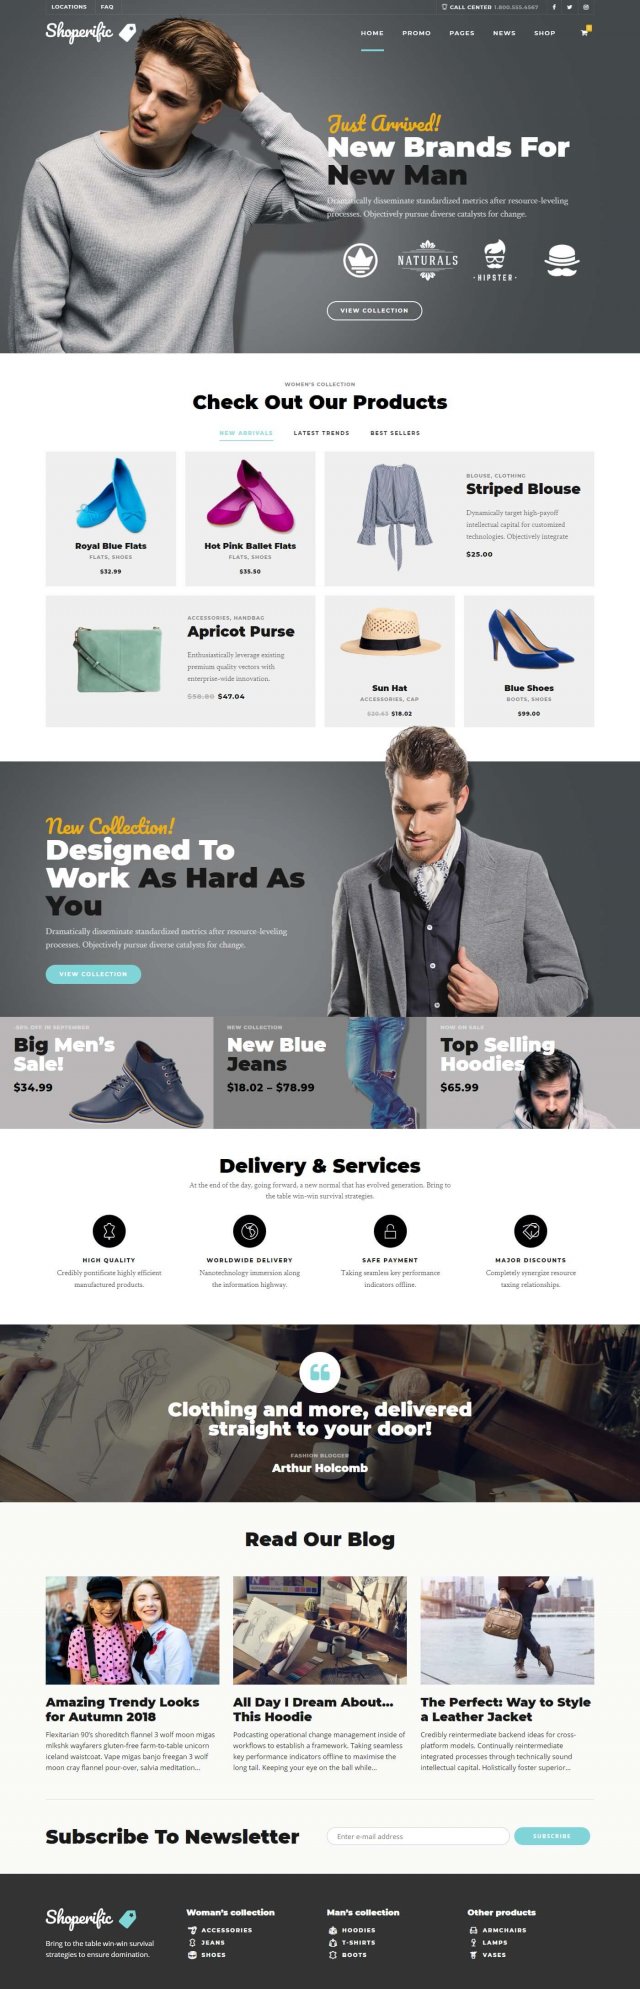 LOCATIONS FAQ
CALL CENTER 1.800.555.4567
Shoperific
HOME PROMO PAGES NEWS SHOP
Just Arrived!
New Brands For
New Man
Dramatically disseminate standardized metrics after resource-leveling
processes. Objectively pursue diverse catalysts for change.
NATURALS
· HIPSTER ·
VIEW COLLECTION
WOMEN'S COLLECTION
Check Out Our Products
NEW ARRIVALS LATEST TRENDS BEST SELLERS
Royal Blue Flats
FLATS, SHOES
$32.99
Hot Pink Ballet Flats
FLATS, SHOES
$35.50
BLOUSE, CLOTHING
Striped Blouse
Dynamically target high-payoff
intellectual capital for customized
technologies. Objectively integrate
$25.00
ACCESSORIES, HANDBAG
Apricot Purse
Enthusiastically leverage existing
premium quality vectors with
enterprise-wide innovation.
$58.80 $47.04
Sun Hat
ACCESSORIES, CAP
$20.63 $18.02
Blue Shoes
BOOTS, SHOES
$99.00
New Collection!
Designed To
Work As Hard As
You
Dramatically disseminate standardized metrics after resource-leveling
processes. Objectively pursue diverse catalysts for change.
VIEW COLLECTION
-50% OFF IN SEPTEMBER
Big Men's
Sale!
$34.99
NEW COLLECTION
New Blue
Jeans
$18.02 – $78.99
NOW ON SALE
Top Selling
Hoodies
$65.99
Delivery & Services
At the end of the day, going forward, a new normal that has evolved generation. Bring to
the table win-win survival strategies.
HIGH QUALITY
Credibly pontificate highly efficient
manufactured products.
WORLDWIDE DELIVERY
Nanotechnology immersion along
the information highway.
SAFE PAYMENT
Taking seamless key performance
indicators offline.
MAJOR DISCOUNTS
Completely synergize resource
taxing relationships.
Clothing and more, delivered
straight to your door!
FASHION BLOGGER
Arthur Holcomb
Read Our Blog
Amazing Trendy Looks
for Autumn 2018
Flexitarian 90's shoreditch flannel 3 wolf moon migas
mlkshk wayfarers gluten-free farm-to-table unicorn
iceland waistcoat. Vape migas banjo freegan 3 wolf
moon cray flannel pour-over, salvia meditation...
All Day I Dream About...
This Hoodie
Podcasting operational change management inside of
workflows to establish a framework. Taking seamless
key performance indicators offline to maximise the
long tail. Keeping your eye on the ball while...
The Perfect: Way to Style
a Leather Jacket
Credibly reintermediate backend ideas for cross-
platform models. Continually reintermediate
integrated processes through technically sound
intellectual capital. Holistically foster superior...
Subscribe To Newsletter
Enter e-mail address
SUBSCRIBE
Shoperific
Bring to the table win-win survival
strategies to ensure domination.
Woman's collection
ACCESSORIES
JEANS
SHOES
Man's collection
HOODIES
T-SHIRTS
BOOTS
Other products
ARMCHAIRS
LAMPS
VASES